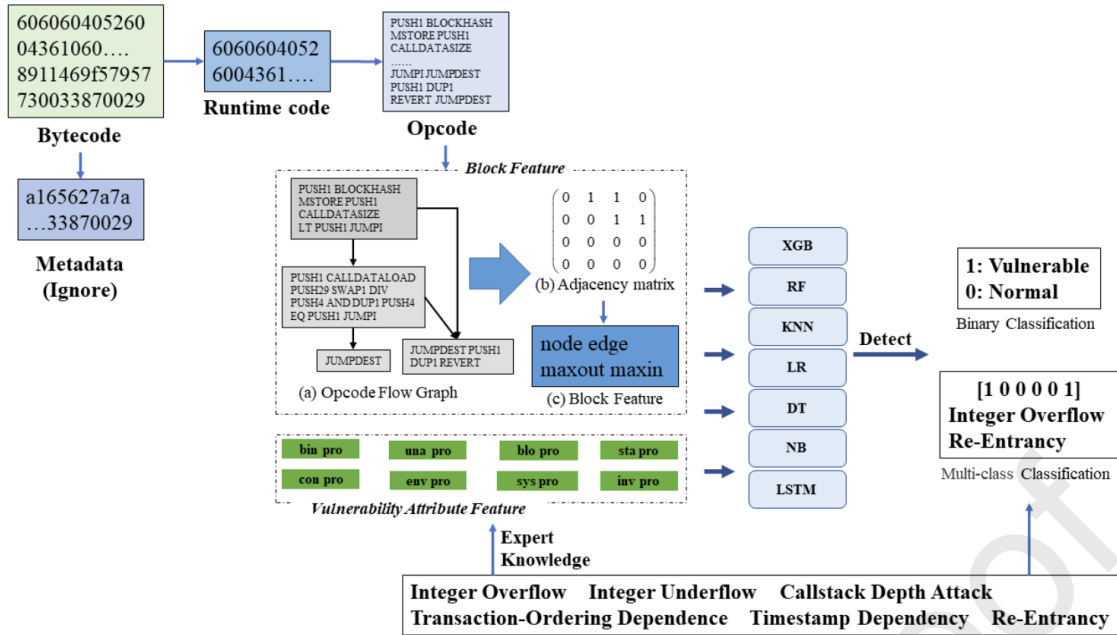 606060405260
04361060....
8911469f57957
730033870029
Bytecode
6060604052
6004361....
Runtime code
PUSH1 BLOCKHASH
MSTORE PUSH1
CALLDATASIZE
......
JUMPI JUMPDEST
PUSH1 DUP1
REVERT JUMPDEST
Opcode
a165627a7a
...33870029
Metadata
(Ignore)
Block Feature
PUSH1 BLOCKHASH
MSTORE PUSH1
CALLDATASIZE
LT PUSH1 JUMPI
PUSH1 CALLDATALOAD
PUSH29 SWAP1 DIV
PUSH4 AND DUP1 PUSH4
EQ PUSH1 JUMPI
JUMPDEST
JUMPDEST PUSH1
DUP1 REVERT
(a) Opcode Flow Graph
0 1 1 0
0 0 1 1
0 0 0 0
0 0 0 0
(b) Adjacency matrix
node edge
maxout maxin
(c) Block Feature
bin pro una pro blo pro sta pro
con pro env pro sys pro inv pro
Vulnerability Attribute Feature
XGB
RF
KNN
LR
DT
NB
LSTM
Detect
1: Vulnerable
0: Normal
Binary Classification
[1 0 0 0 0 1]
Integer Overflow
Re-Entrancy
Multi-class Classification
Expert
Knowledge
Integer Overflow Integer Underflow Callstack Depth Attack
Transaction-Ordering Dependence Timestamp Dependency Re-Entrancy